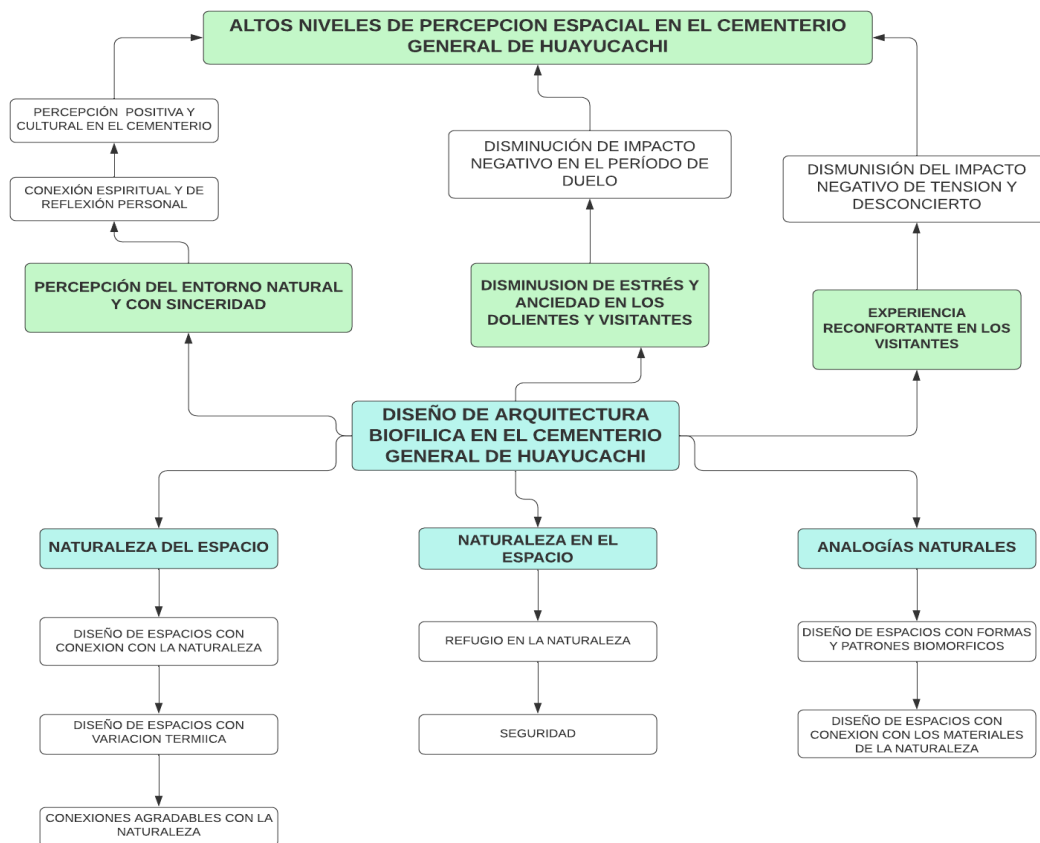 ALTOS NIVELES DE PERCEPCION ESPACIAL EN EL CEMENTERIO
GENERAL DE HUAYUCACHI
PERCEPCIÓN POSITIVA Y
CULTURAL EN EL CEMENTERIO
DISMINUCIÓN DE IMPACTO
NEGATIVO EN EL PERÍODO DE
DUELO
DISMUNISIÓN DEL IMPACTO
NEGATIVO DE TENSION Y
DESCONCIERTO
CONEXIÓN ESPIRITUAL Y DE
REFLEXIÓN PERSONAL
PERCEPCIÓN DEL ENTORNO NATURAL
Y CON SINCERIDAD
DISMINUSION DE ESTRÉS Y
ANCIEDAD EN LOS
DOLIENTES Y VISITANTES
EXPERIENCIA
RECONFORTANTE EN LOS
VISITANTES
DISEÑO DE ARQUITECTURA
BIOFILICA EN EL CEMENTERIO
GENERAL DE HUAYUCACHI
NATURALEZA DEL ESPACIO
NATURALEZA EN EL
ESPACIO
ANALOGÍAS NATURALES
DISEÑO DE ESPACIOS CON
CONEXION CON LA NATURALEZA
REFUGIO EN LA NATURALEZA
DISEÑO DE ESPACIOS CON FORMAS
Y PATRONES BIOMORFICOS
DISEÑO DE ESPACIOS CON
VARIACION TERMIICA
SEGURIDAD
DISEÑO DE ESPACIOS CON
CONEXION CON LOS MATERIALES
DE LA NATURALEZA
CONEXIONES AGRADABLES CON LA
NATURALEZA